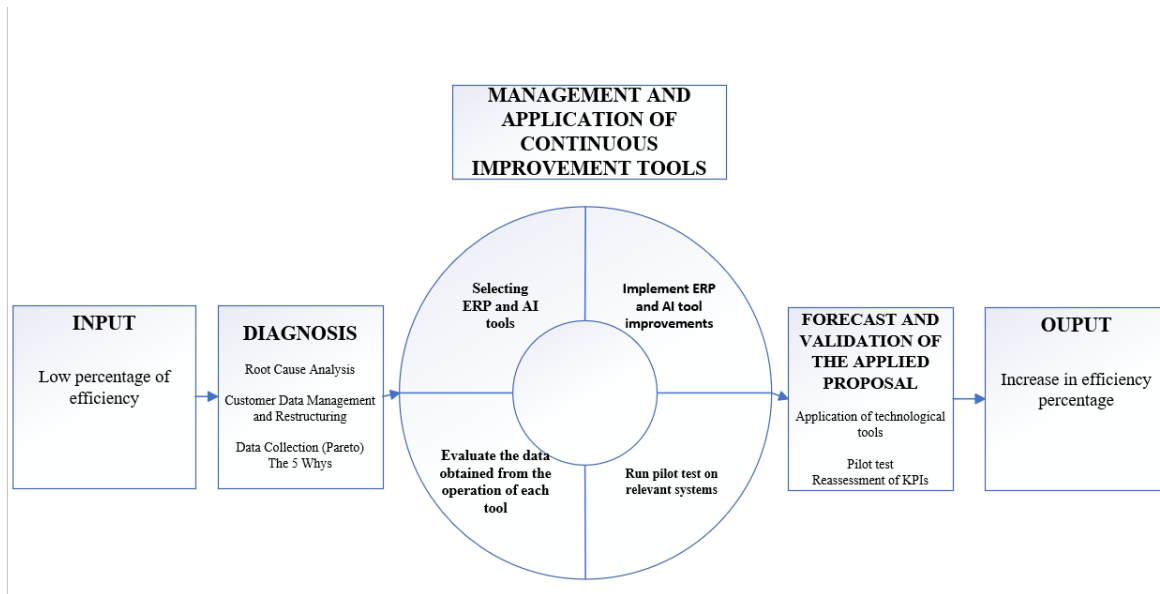 MANAGEMENT AND
APPLICATION OF
CONTINUOUS
IMPROVEMENT TOOLS
INPUT
Low percentage of
efficiency
DIAGNOSIS
Root Cause Analysis
Customer Data Management
and Restructuring
Data Collection (Pareto)
The 5 Whys
Selecting
ERP and AI
tools
Implement ERP
and AI tool
improvements
Evaluate the data
obtained from the
operation of each
tool
Run pilot test on
relevant systems
FORECAST AND
VALIDATION OF
THE APPLIED
PROPOSAL
Application of technological
tools
Pilot test
Reassessment of KPIs
OUPUT
Increase in efficiency
percentage